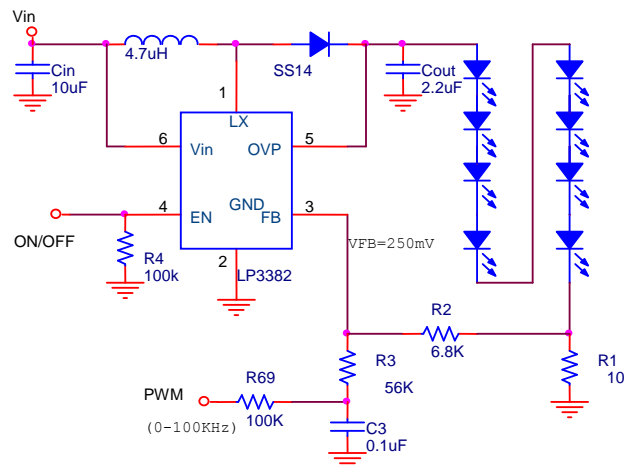 Vin
4.7uH
SS14
Cin
10uF
Cout
2.2uF
1
LX
6
Vin
OVP
5
4
EN
GND
FB
3
ON/OFF
R4
100k
2
LP3382
VFB=250mV
R2
6.8K
R3
56K
R1
10
PWM
(0-100KHz)
R69
100K
C3
0.1uF